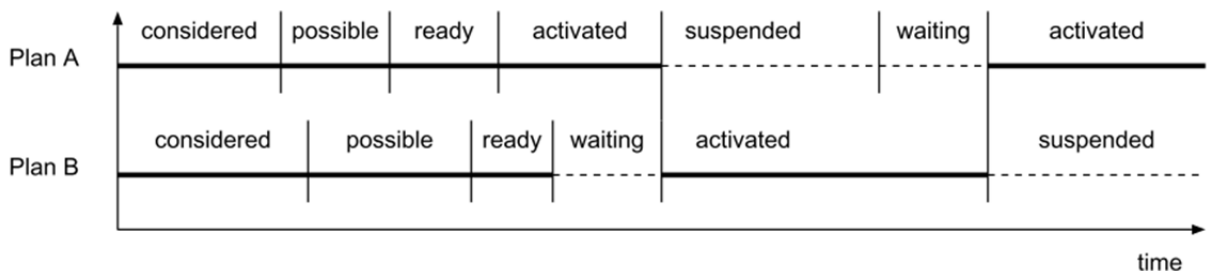 considered possible ready activated suspended waiting activated
Plan A
considered possible ready waiting activated suspended
Plan B
time